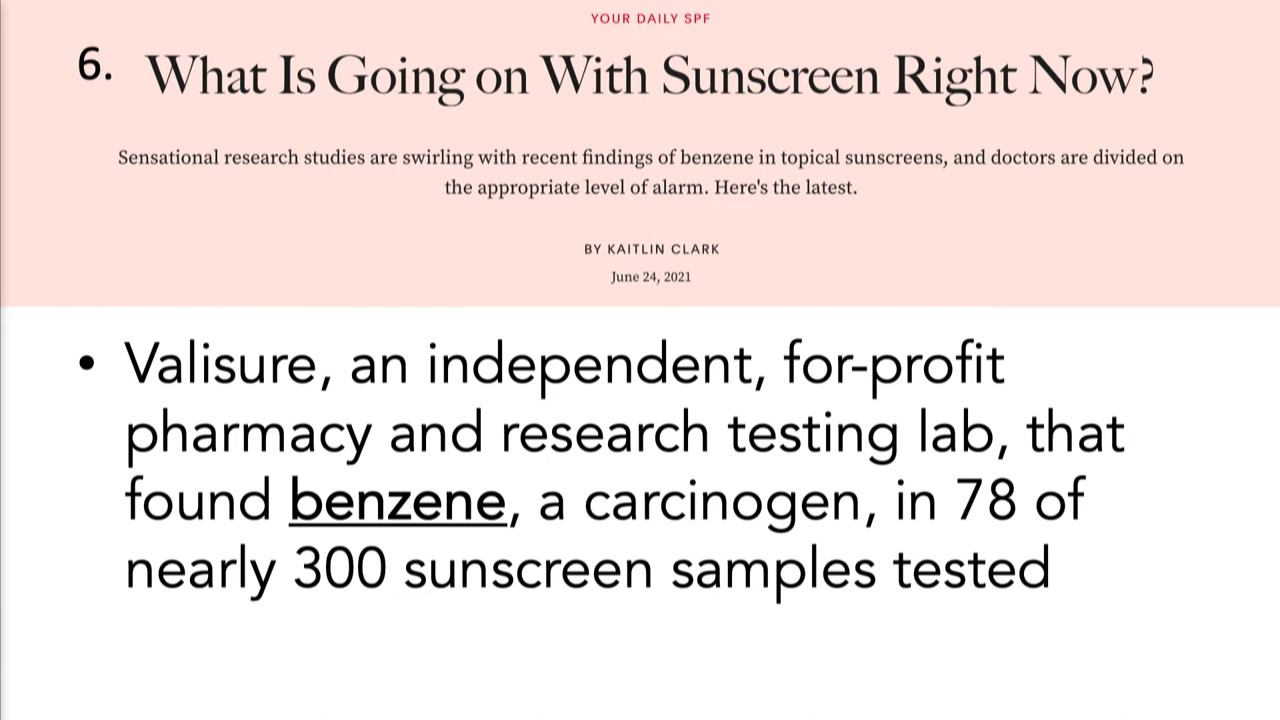 YOUR DAILY SPF
6. What Is Going on With Sunscreen Right Now?
Sensational research studies are swirling with recent findings of benzene in topical sunscreens, and doctors are divided on
the appropriate level of alarm. Here's the latest.
BY KAITLIN CLARK
June 24, 2021
• Valisure, an independent, for-profit
pharmacy and research testing lab, that
found benzene, a carcinogen, in 78 of
nearly 300 sunscreen samples tested